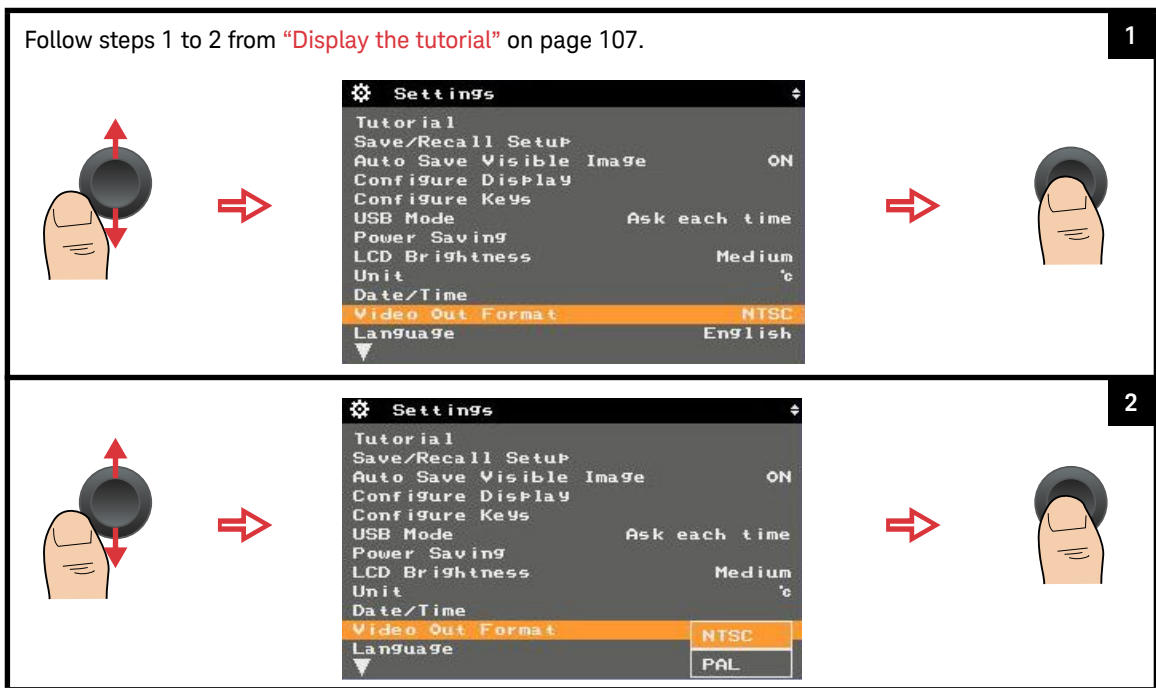 Follow steps 1 to 2 from “Display the tutorial” on page 107.
1
Settings
Tutorial
Save/Recall Setup
Auto Save Visible Image ON
Configure Display
Configure Keys
USB Mode Ask each time
Power Saving
LCD Brightness Medium
Unit °c
Date/Time
Video Out Format NTSC
Language English
2
Settings
Tutorial
Save/Recall Setup
Auto Save Visible Image ON
Configure Display
Configure Keys
USB Mode Ask each time
Power Saving
LCD Brightness Medium
Unit °c
Date/Time
Video Out Format NTSC
Language PAL